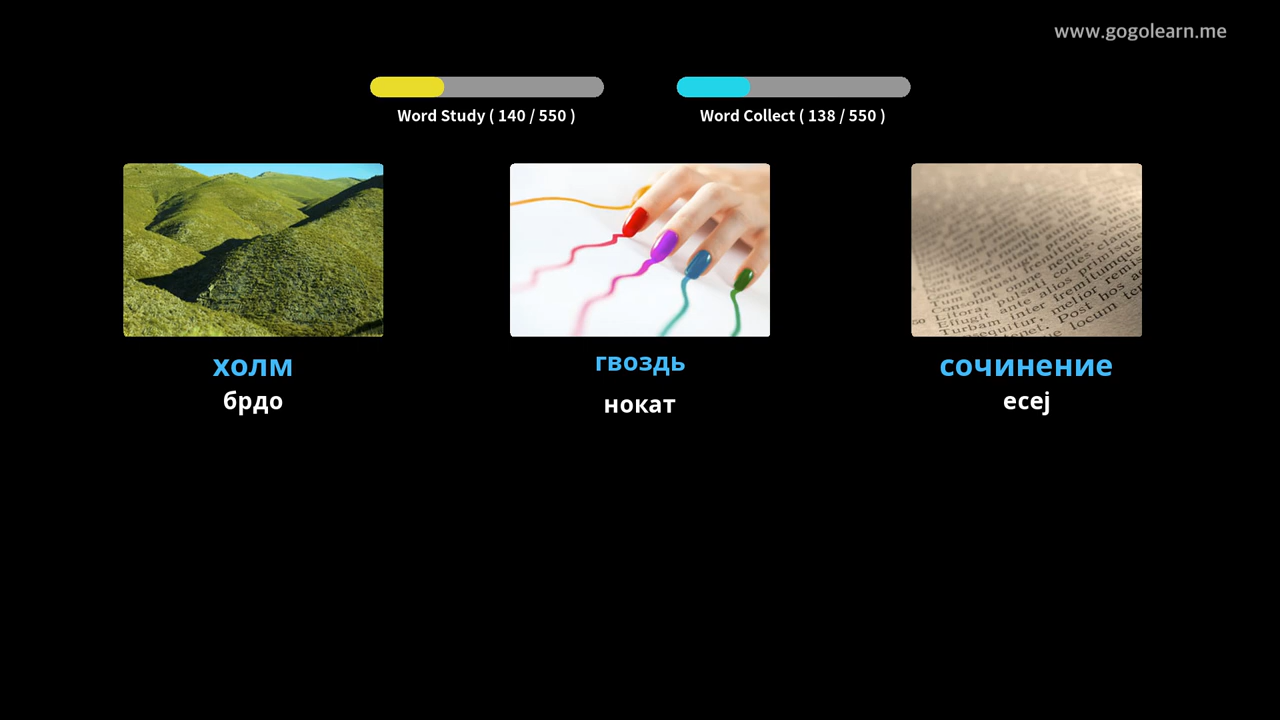 www.gogolearn.me
Word Study ( 140 / 550 )
Word Collect ( 138 / 550 )
холм
брдо
гвоздь
нокат
сочинение
есеј